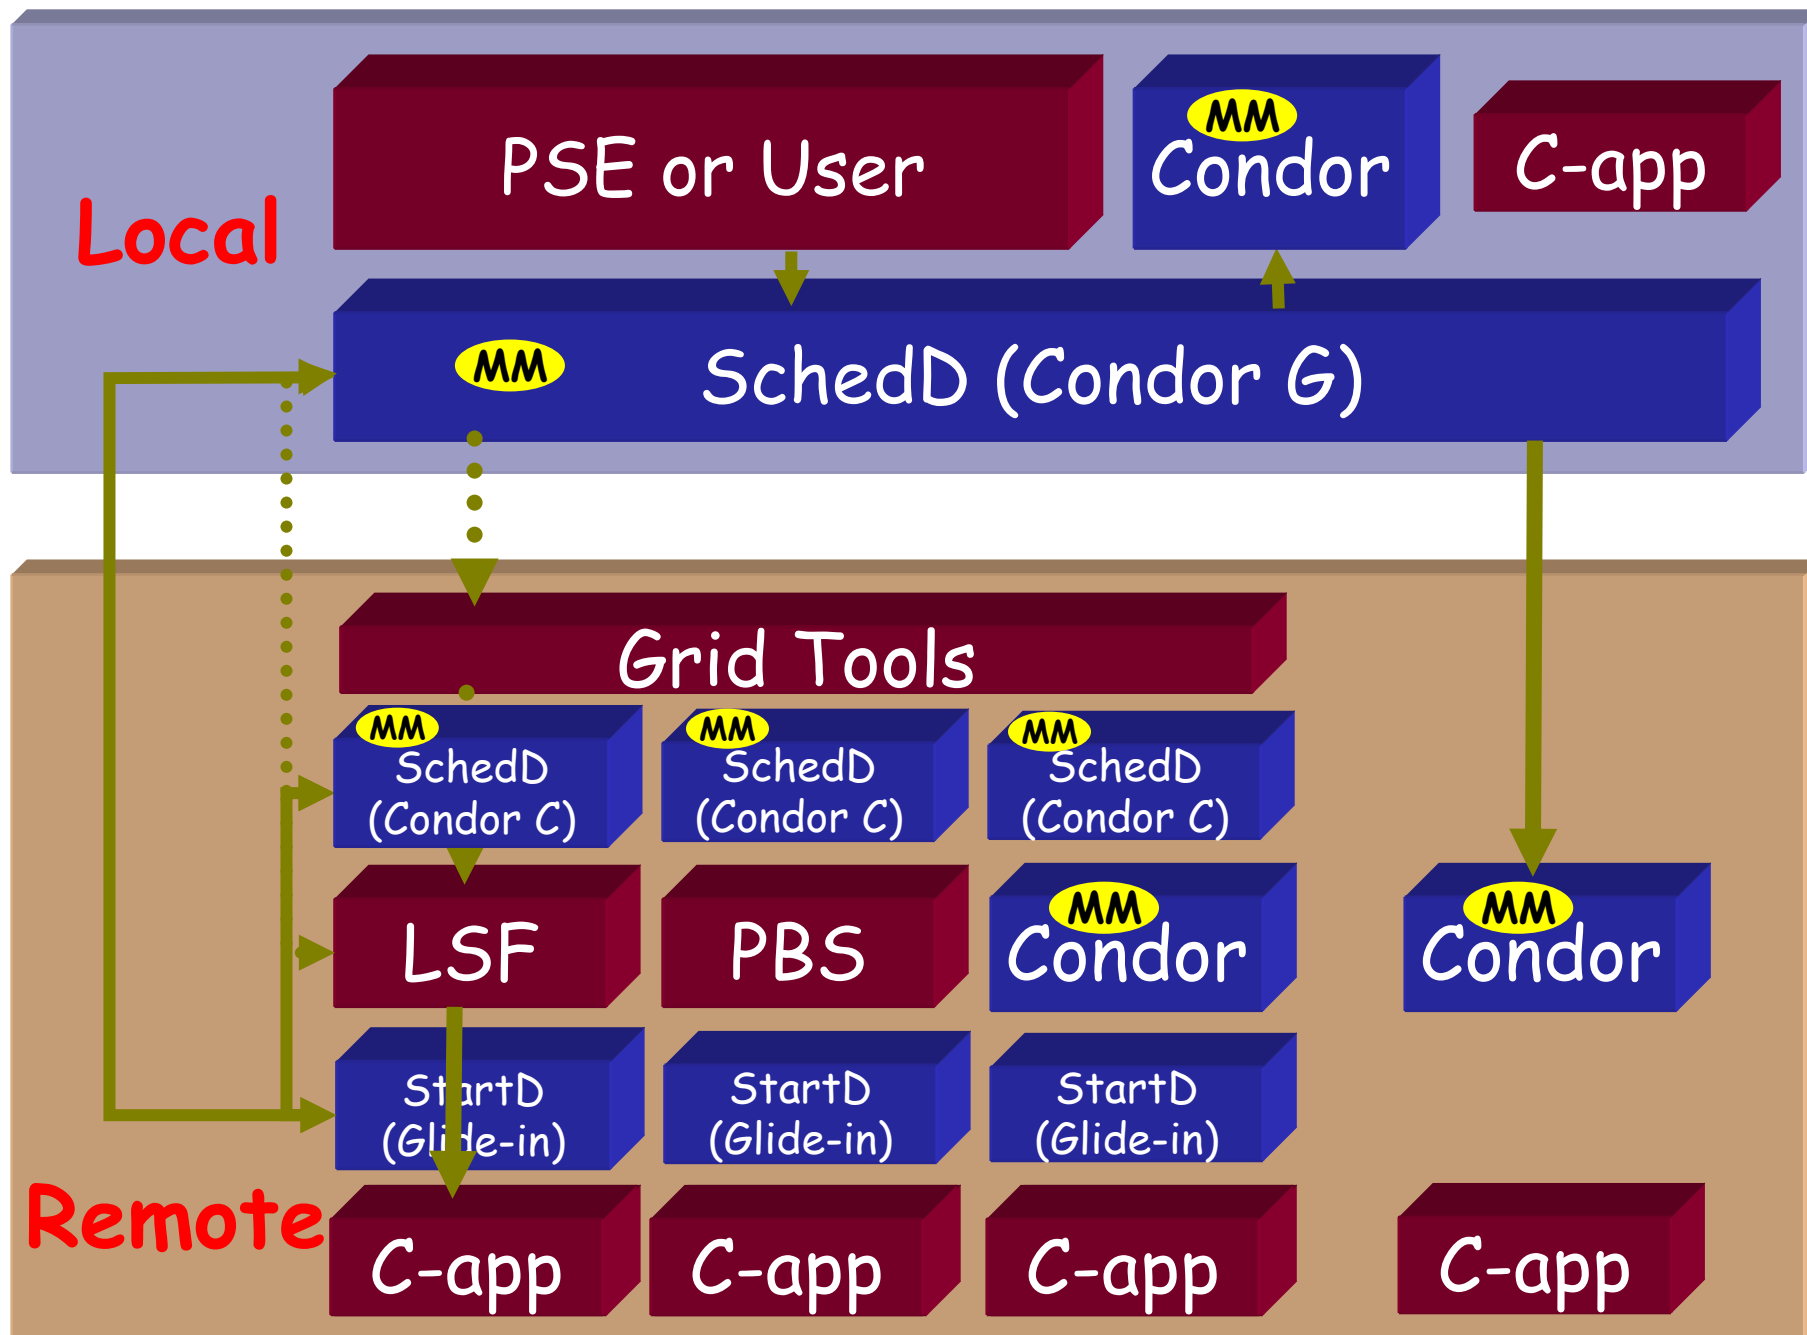 PSE or User
MM
Condor
C-app
Local
MM
SchedD (Condor G)
Grid Tools
MM
SchedD
(Condor C)
MM
SchedD
(Condor C)
MM
SchedD
(Condor C)
LSF
PBS
MM
Condor
MM
Condor
StartD
(Glide-in)
StartD
(Glide-in)
StartD
(Glide-in)
Remote
C-app
C-app
C-app
C-app